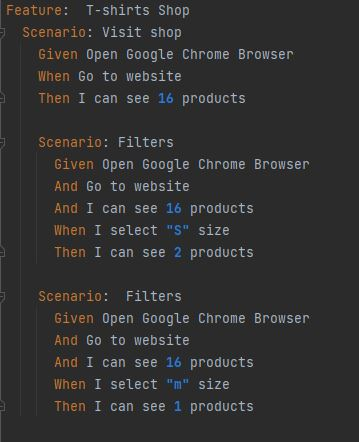 Feature:  T-shirts Shop
Scenario: Visit shop
Given Open Google Chrome Browser
When Go to website
Then I can see 16 products
Scenario: Filters
Given Open Google Chrome Browser
And Go to website
And I can see 16 products
When I select "S" size
Then I can see 2 products
Scenario:  Filters
Given Open Google Chrome Browser
And Go to website
And I can see 16 products
When I select "m" size
Then I can see 1 products